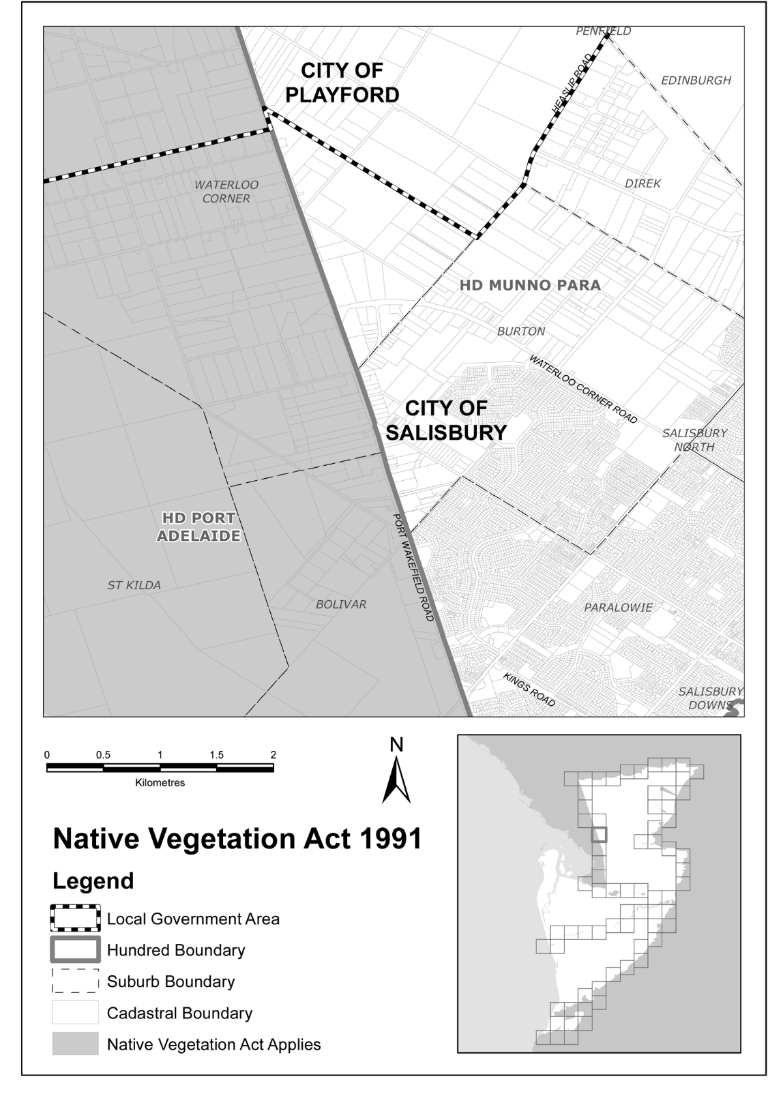 PENFIELD
CITY OF
PLAYFORD
HEASLIP ROAD
EDINBURGH
WATERLOO
CORNER
DIREK
HD MUNNO PARA
BURTON
WATERLOO CORNER ROAD
CITY OF
SALISBURY
SALISBURY
NORTH
HD PORT
ADELAIDE
PORT WAKEFIELD ROAD
ST KILDA
BOLIVAR
PARALOWIE
KINGS ROAD
SALISBURY
DOWNS
0 0.5 1 1.5 2
Kilometres
N
Native Vegetation Act 1991
Legend
Local Government Area
Hundred Boundary
Suburb Boundary
Cadastral Boundary
Native Vegetation Act Applies